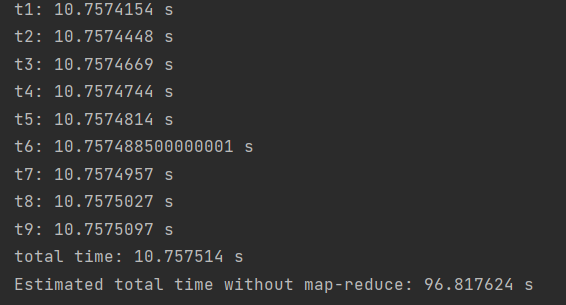 t1: 10.7574154 s
t2: 10.7574448 s
t3: 10.7574669 s
t4: 10.7574744 s
t5: 10.7574814 s
t6: 10.757488500000001 s
t7: 10.7574957 s
t8: 10.7575027 s
t9: 10.7575097 s
total time: 10.757514 s
Estimated total time without map-reduce: 96.817624 s